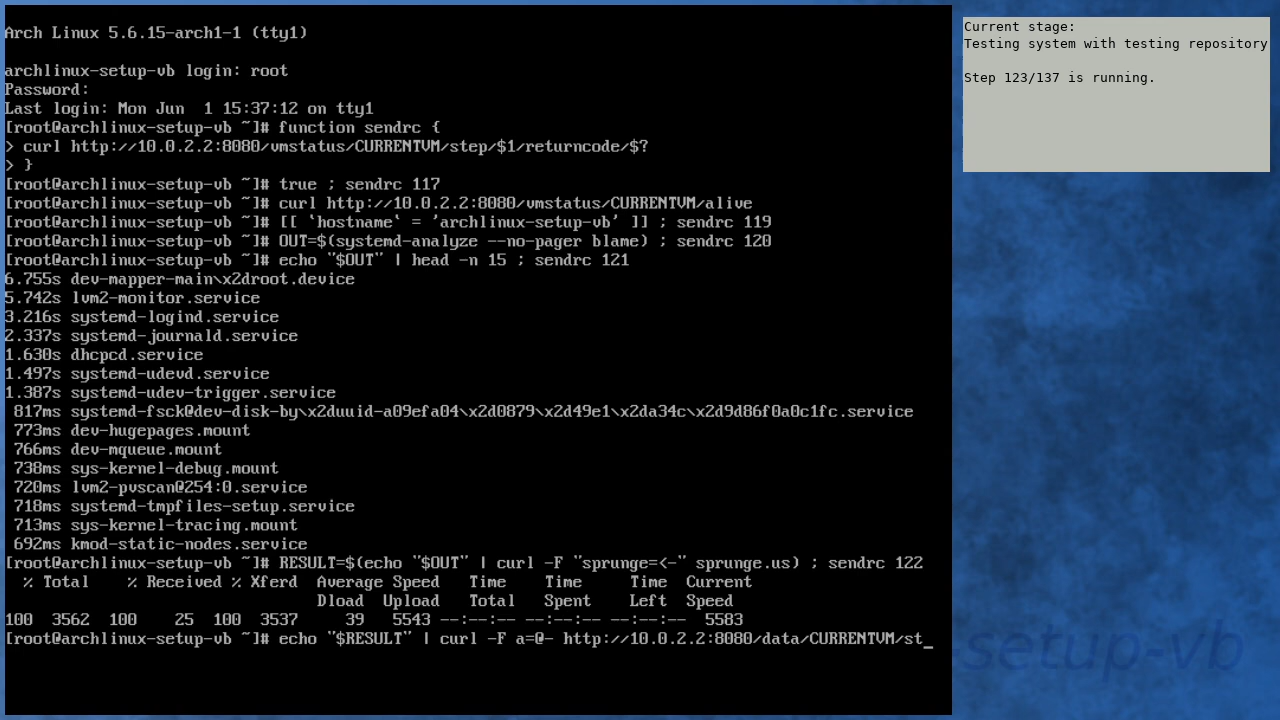 Arch Linux 5.6.15-arch1-1 (tty1)
archlinux-setup-vb login: root
Password:
Last login: Mon Jun  1 15:37:12 on tty1
[root@archlinux-setup-vb ~]# function sendrc {
> curl http://10.0.2.2:8080/vmstatus/CURRENTVM/step/$1/returncode/$?
> }
[root@archlinux-setup-vb ~]# true ; sendrc 117
[root@archlinux-setup-vb ~]# curl http://10.0.2.2:8080/vmstatus/CURRENTVM/alive
[root@archlinux-setup-vb ~]# [[ `hostname` = 'archlinux-setup-vb' ]] ; sendrc 119
[root@archlinux-setup-vb ~]# OUT=$(systemd-analyze --no-pager blame) ; sendrc 120
[root@archlinux-setup-vb ~]# echo "$OUT" | head -n 15 ; sendrc 121
6.755s dev-mapper-main\x2droot.device
5.742s lvm2-monitor.service
3.216s systemd-logind.service
2.337s systemd-journald.service
1.630s dhcpcd.service
1.497s systemd-udevd.service
1.387s systemd-udev-trigger.service
 817ms systemd-fsck@dev-disk-by\x2duuid-a09efa04\x2d0879\x2d49e1\x2da34c\x2d9d86f0a0c1fc.service
 773ms dev-hugepages.mount
 766ms dev-mqueue.mount
 738ms sys-kernel-debug.mount
 720ms lvm2-pvscan@254:0.service
 718ms systemd-tmpfiles-setup.service
 713ms sys-kernel-tracing.mount
 692ms kmod-static-nodes.service
[root@archlinux-setup-vb ~]# RESULT=$(echo "$OUT" | curl -F "sprunge=<-" sprunge.us) ; sendrc 122
  % Total    % Received % Xferd  Average Speed   Time    Time     Time  Current
                                 Dload  Upload   Total   Spent    Left  Speed
100  3562  100    25  100  3537     39   5543 --:--:-- --:--:-- --:--:--  5583
[root@archlinux-setup-vb ~]# echo "$RESULT" | curl -F a=@- http://10.0.2.2:8080/data/CURRENTVM/st_
Current stage:
Testing system with testing repository
Step 123/137 is running.
-setup-vb